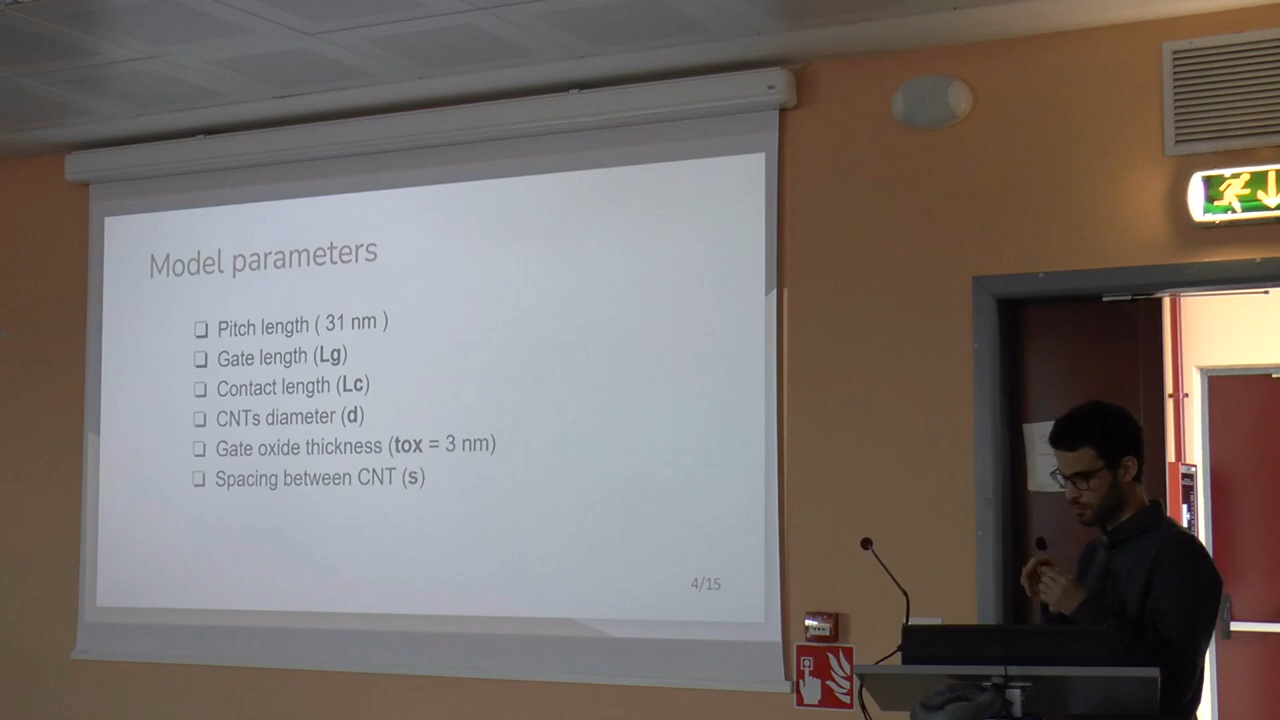 Model parameters
❏ Pitch length ( 31 nm )
❏ Gate length (Lg)
❏ Contact length (Lc)
❏ CNTs diameter (d)
❏ Gate oxide thickness (tox = 3 nm)
❏ Spacing between CNT (s)
4/15